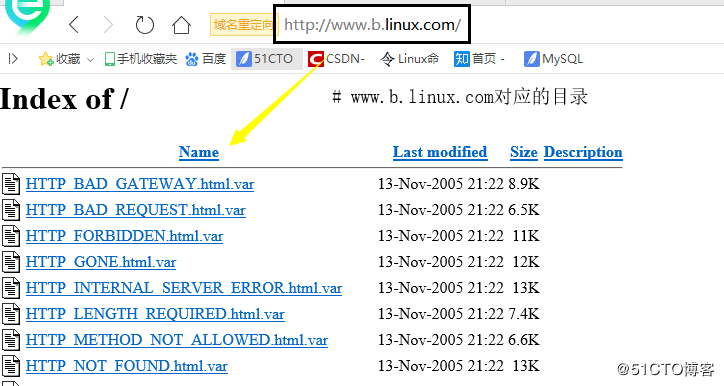 域名重定向 http://www.b.linux.com/
收藏 手机收藏夹 百度 51CTO CSDN- Linux命 首页 - MySQL
Index of / # www.b.linux.com对应的目录
Name Last modified Size Description
HTTP_BAD_GATEWAY.html.var 13-Nov-2005 21:22 8.9K
HTTP_BAD_REQUEST.html.var 13-Nov-2005 21:22 6.5K
HTTP_FORBIDDEN.html.var 13-Nov-2005 21:22 11K
HTTP_GONE.html.var 13-Nov-2005 21:22 12K
HTTP_INTERNAL_SERVER_ERROR.html.var 13-Nov-2005 21:22 13K
HTTP_LENGTH_REQUIRED.html.var 13-Nov-2005 21:22 7.4K
HTTP_METHOD_NOT_ALLOWED.html.var 13-Nov-2005 21:22 6.6K
HTTP_NOT_FOUND.html.var 13-Nov-2005 21:22 13K
@51CTO博客